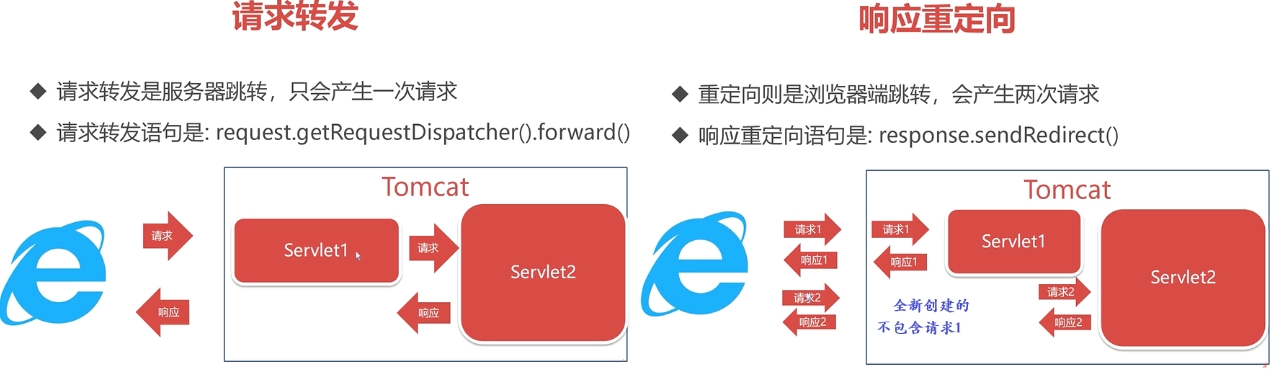 请求转发
◆ 请求转发是服务器跳转，只会产生一次请求
◆ 请求转发语句是: request.getRequestDispatcher().forward()
Tomcat
请求
Servlet1
请求
Servlet2
响应
响应
响应重定向
◆ 重定向则是浏览器端跳转，会产生两次请求
◆ 响应重定向语句是: response.sendRedirect()
Tomcat
请求1
请求1
Servlet1
响应1
响应1
Servlet2
请求2
请求2
全新创建的
不包含请求1
响应2
响应2